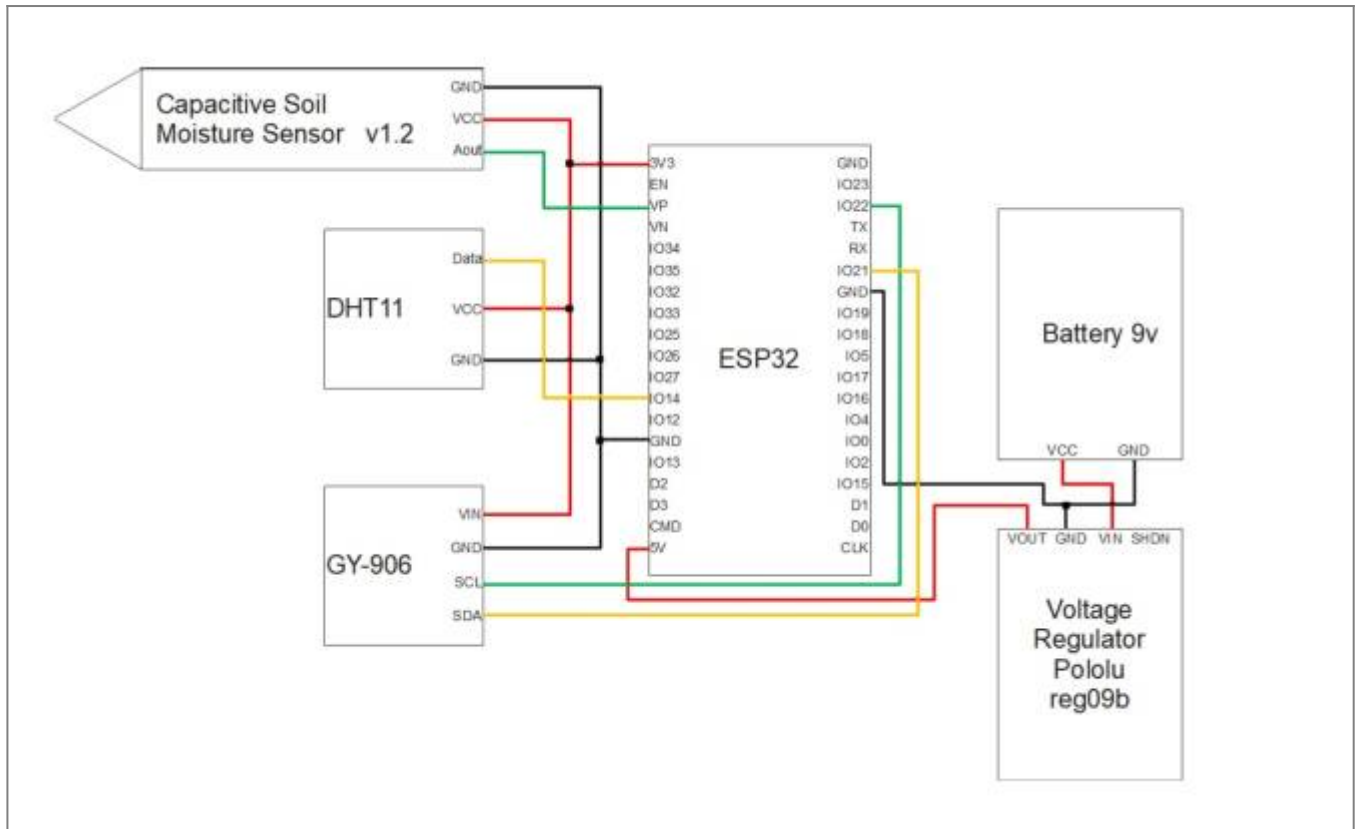 Capacitive Soil
Moisture Sensor v1.2
GND
VCC
Aout
DHT11
Data
VCC
GND
GY-906
VIN
GND
SCL
SDA
ESP32
3V3
EN
VP
VN
IO34
IO35
IO32
IO33
IO25
IO26
IO27
IO14
IO12
GND
IO13
D2
D3
CMD
5V
GND
IO23
IO22
TX
RX
IO21
GND
IO19
IO18
IO5
IO17
IO16
IO4
IO0
IO2
IO15
D1
D0
CLK
Battery 9v
VCC GND
VOUT GND VIN SHDN
Voltage
Regulator
Pololu
reg09b